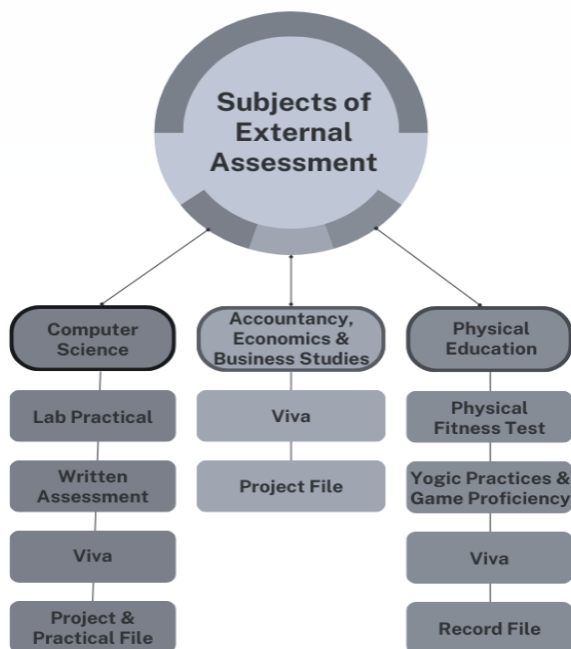 Subjects of
External
Assessment
Computer
Science
Lab Practical
Written
Assessment
Viva
Project &
Practical File
Accountancy,
Economics &
Business Studies
Viva
Project File
Physical
Education
Physical
Fitness Test
Yogic Practices &
Game Proficiency
Viva
Record File